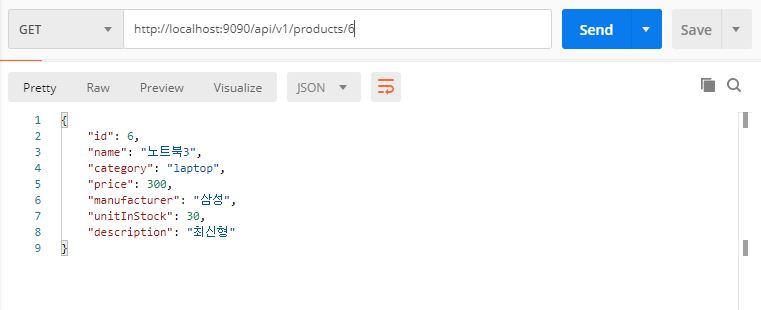 GET http://localhost:9090/api/v1/products/6 Send Save
Pretty Raw Preview Visualize JSON
1 {
2 "id": 6,
3 "name": "노트북3",
4 "category": "laptop",
5 "price": 300,
6 "manufacturer": "삼성",
7 "unitInStock": 30,
8 "description": "최신형"
9 }